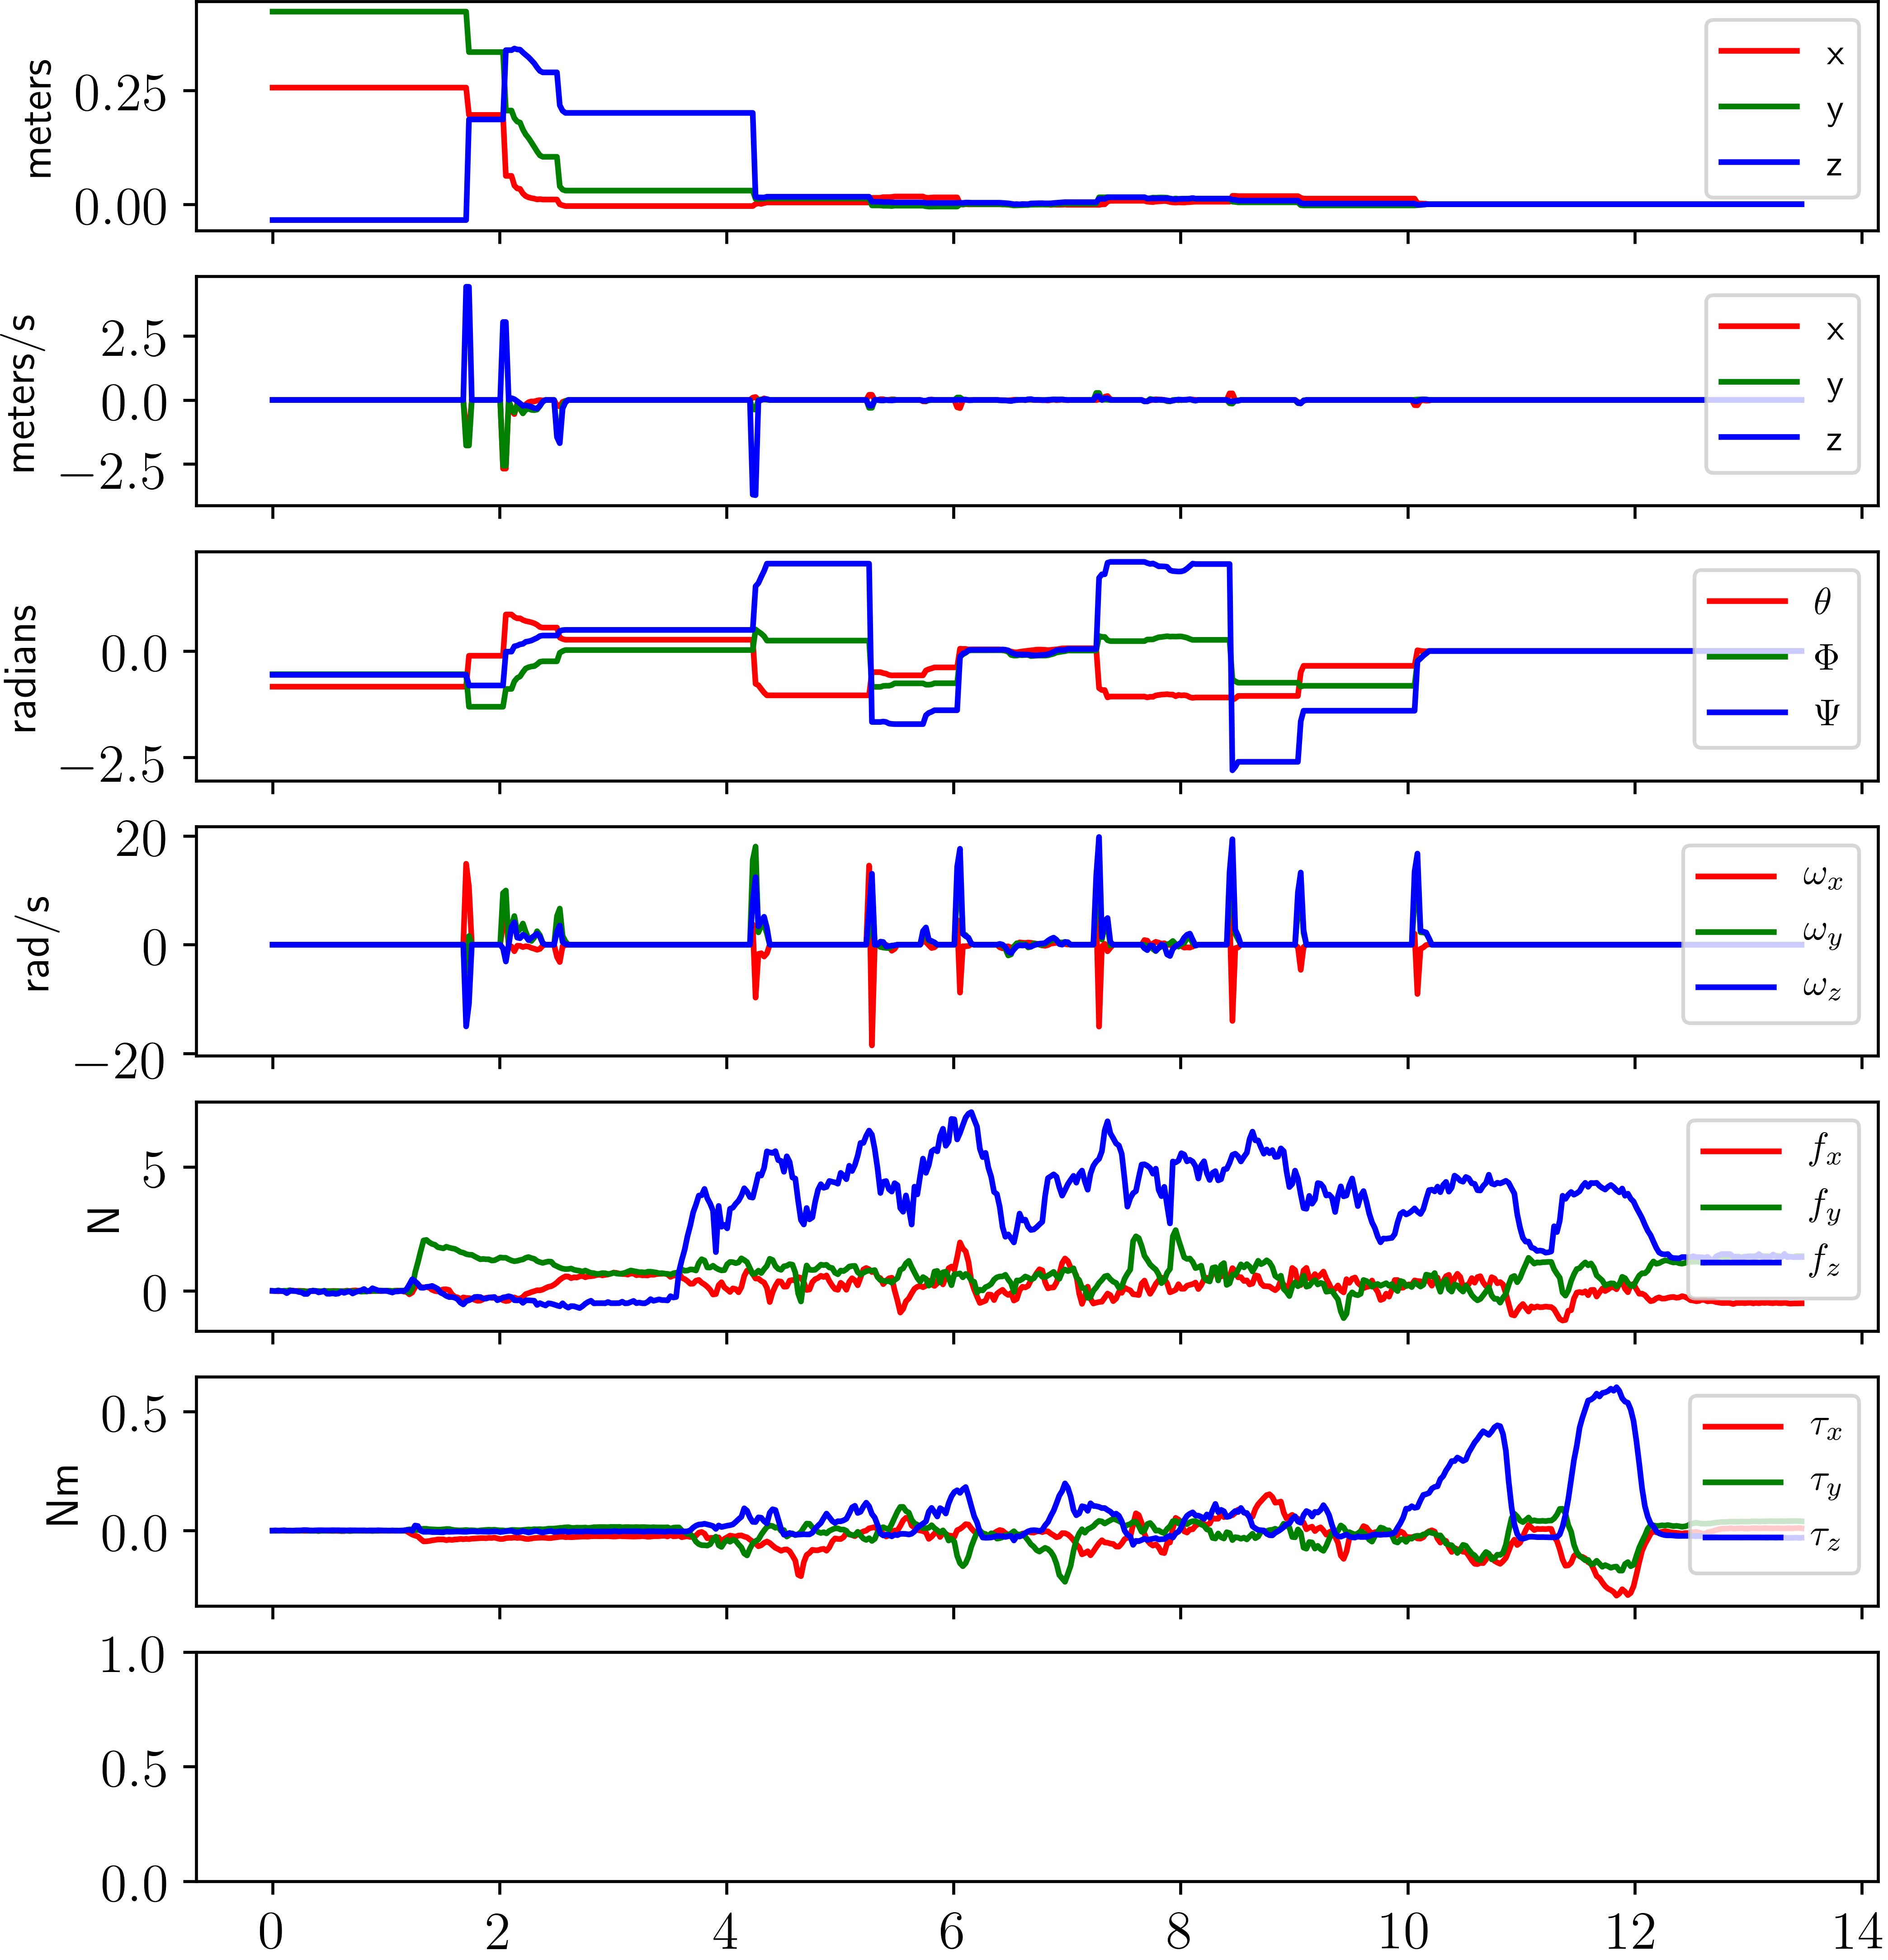 meters
0.25
0.00
x
y
z
meters/s
2.5
0.0
−2.5
x
y
z
radians
0.0
−2.5
θ
Φ
Ψ
rad/s
20
0
−20
ωx
ωy
ωz
N
5
0
fx
fy
fz
Nm
0.5
0.0
τx
τy
τz
1.0
0.5
0.0
0 2 4 6 8 10 12 14